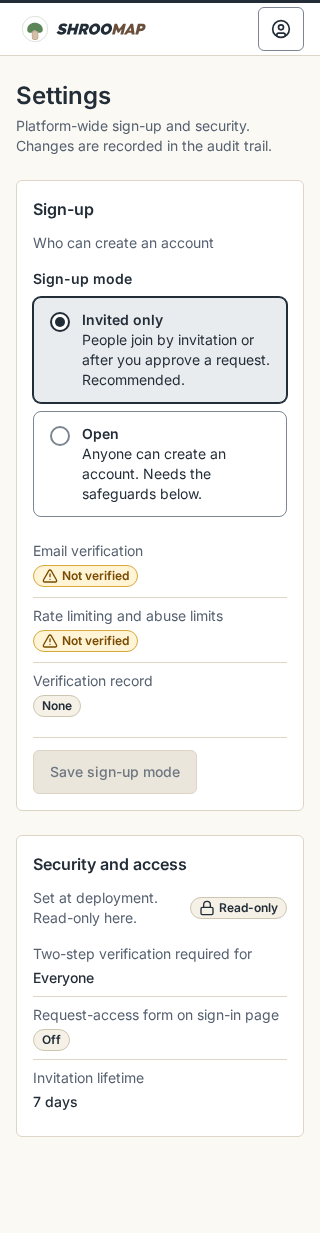 SHROOMAP
Settings
Platform-wide sign-up and security.
Changes are recorded in the audit trail.
Sign-up
Who can create an account
Sign-up mode
Invited only
People join by invitation or
after you approve a request.
Recommended.
Open
Anyone can create an
account. Needs the
safeguards below.
Email verification
Not verified
Rate limiting and abuse limits
Not verified
Verification record
None
Save sign-up mode
Security and access
Set at deployment.
Read-only here.
Read-only
Two-step verification required for
Everyone
Request-access form on sign-in page
Off
Invitation lifetime
7 days